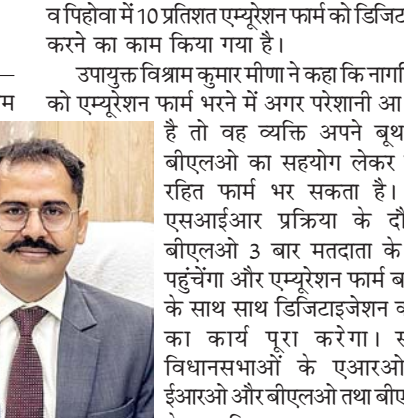 व पिहोवा में 10 प्रतिशत एम्यूरेशन फार्म को डिजिट
करने का काम किया गया है।
उपायुक्त विश्राम कुमार मीणा ने कहा कि नागरि
म
को एम्यूरेशन फार्म भरने में अगर परेशानी आ
है तो वह व्यक्ति अपने बूथ
बीएलओ का सहयोग लेकर
रहित फार्म भर सकता है।
एसआईआर प्रक्रिया के दौ
बीएलओ 3 बार मतदाता के
पहुंचेंगा और एम्यूरेशन फार्म ब
के साथ साथ डिजिटाइजेशन व
का कार्य पूरा करेगा। स
विधानसभाओं के एआरओ
ईआरओ और बीएलओ तथा बीए